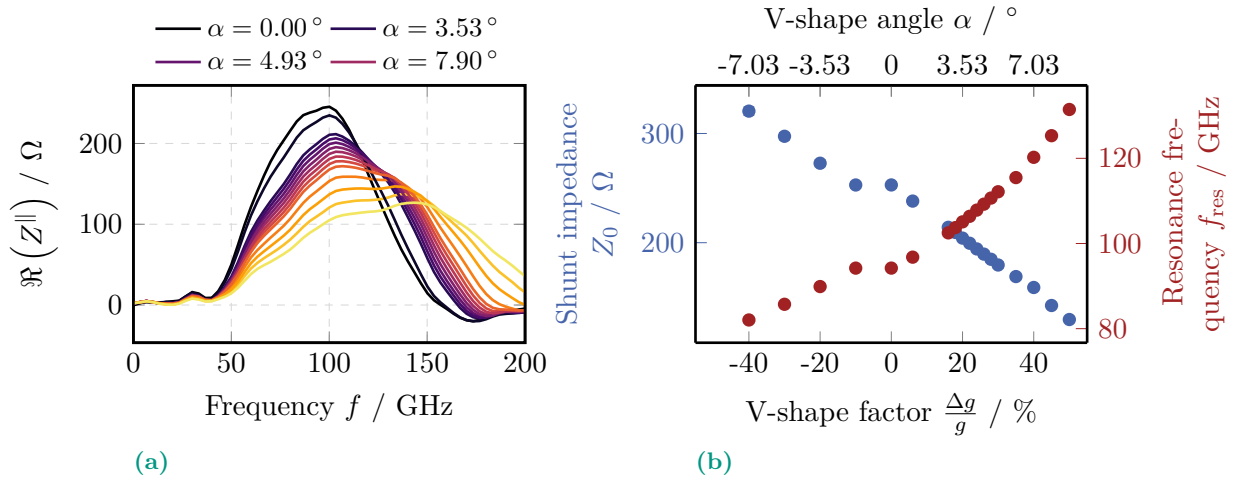 α = 0.00° α = 3.53°
α = 4.93° α = 7.90°
200
100
0
ℜ(Z^∥) / Ω
0 50 100 150 200
Frequency f / GHz
(a)
V-shape angle α / °
-7.03 -3.53 0 3.53 7.03
Shunt impedance
Z₀ / Ω
300
200
120
100
80
Resonance fre-
quency f_res / GHz
-40 -20 0 20 40
V-shape factor Δg/g / %
(b)